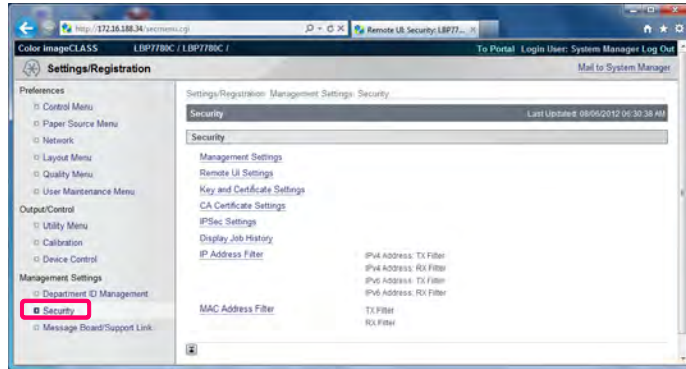 http://172.16.188.34/secmenu.cgi
Remote UI: Security: LBP77...
Color imageCLASS LBP7780C / LBP7780C /
To Portal Login User: System Manager Log Out
Settings/Registration
Mail to System Manager
Preferences
Control Menu
Paper Source Menu
Network
Layout Menu
Quality Menu
User Maintenance Menu
Output/Control
Utility Menu
Calibration
Device Control
Management Settings
Department ID Management
Security
Message Board/Support Link
Settings/Registration: Management Settings: Security
Security
Last Updated: 08/06/2012 06:30:38 AM
Security
Management Settings
Remote UI Settings
Key and Certificate Settings
CA Certificate Settings
IPSec Settings
Display Job History
IP Address Filter
IPv4 Address: TX Filter
IPv4 Address: RX Filter
IPv6 Address: TX Filter
IPv6 Address: RX Filter
MAC Address Filter
TX Filter
RX Filter